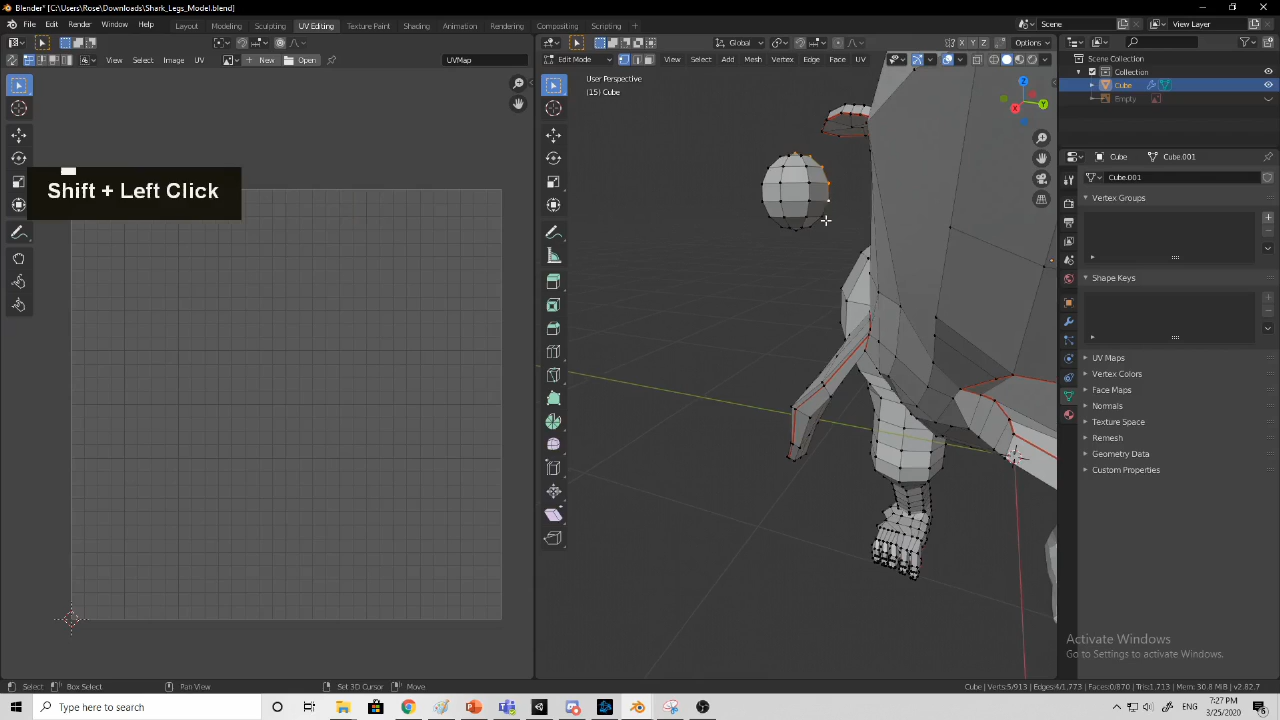 Blender* [C:\Users\Rose\Downloads\Shark_Legs_Model.blend]
File Edit Render Window Help Layout Modeling Sculpting UV Editing Texture Paint Shading Animation Rendering Compositing Scripting + Scene View Layer
View Select Image UV New Open UVMap
Global X Y Z Options
Edit Mode View Select Add Mesh Vertex Edge Face UV
User Perspective
(15) Cube
Shift + Left Click
Z
Y
X
Scene Collection
Collection
Cube
Empty
Cube Cube.001
Cube.001
Vertex Groups
Shape Keys
UV Maps
Vertex Colors
Face Maps
Normals
Texture Space
Remesh
Geometry Data
Custom Properties
Activate Windows
Go to Settings to activate Windows.
Select Box Select Pan View Select Set 3D Cursor Move Cube | Verts:5/913 | Edges:4/1,773 | Faces:0/870 | Tris:1,713 | Mem: 30.8 MiB | v2.82.7
Type here to search
ENG
7:27 PM
3/25/2020